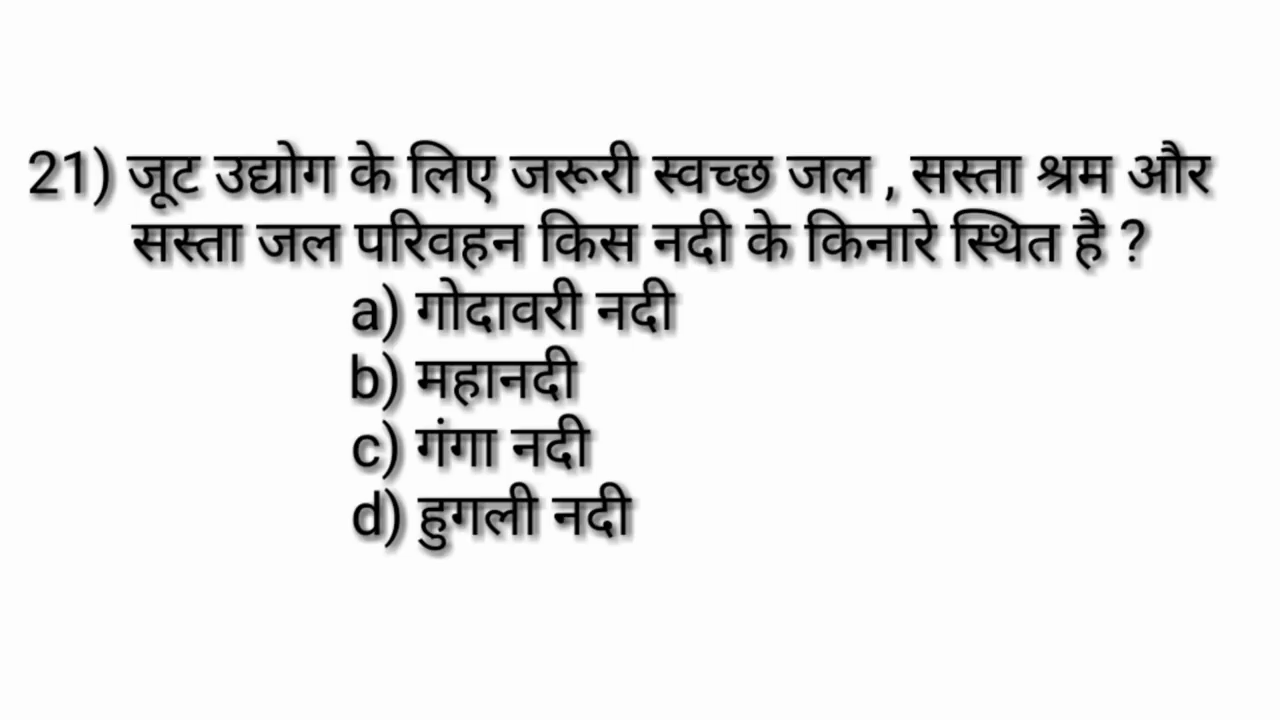 21) जूट उद्योग के लिए जरूरी स्वच्छ जल , सस्ता श्रम और
सस्ता जल परिवहन किस नदी के किनारे स्थित है ?
a) गोदावरी नदी
b) महानदी
c) गंगा नदी
d) हुगली नदी